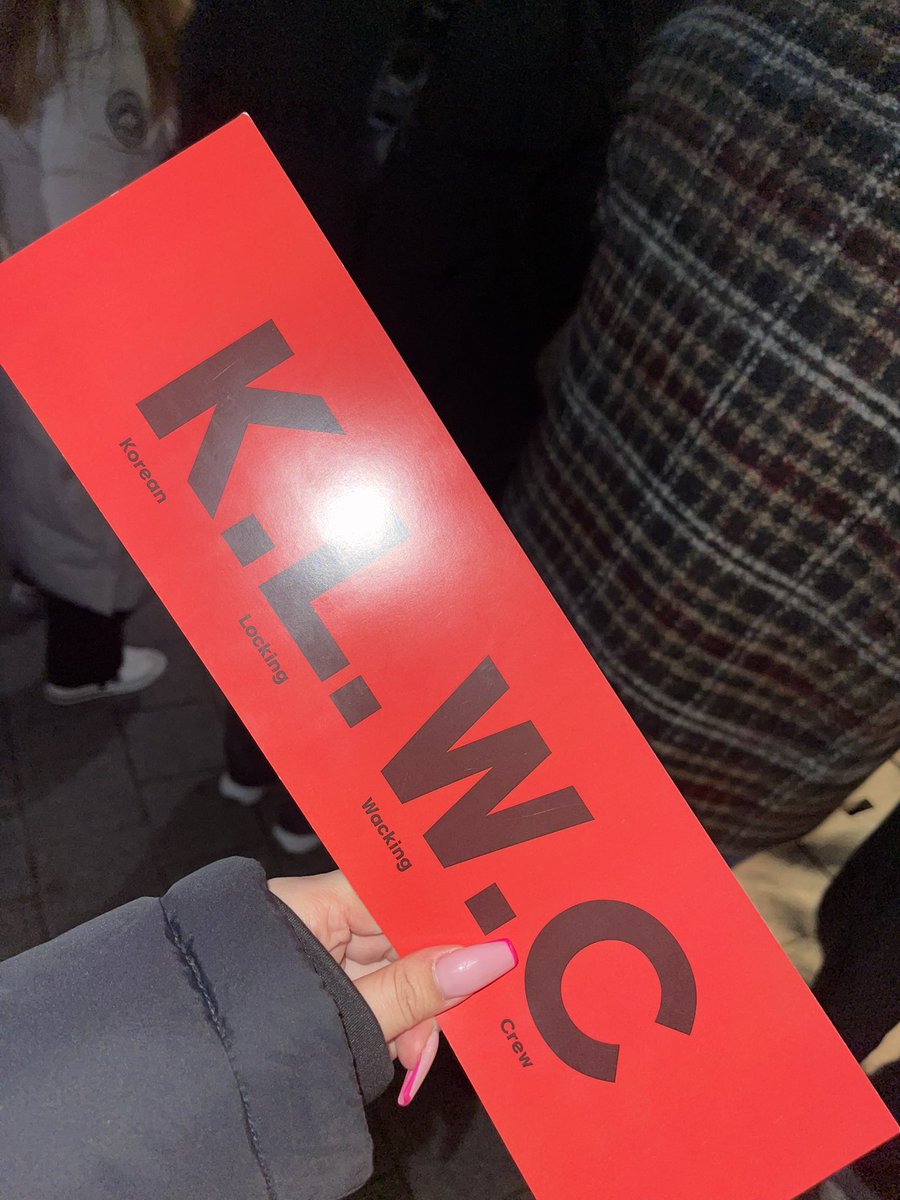 K.L.W.C
Korean
Locking
Wacking
Crew